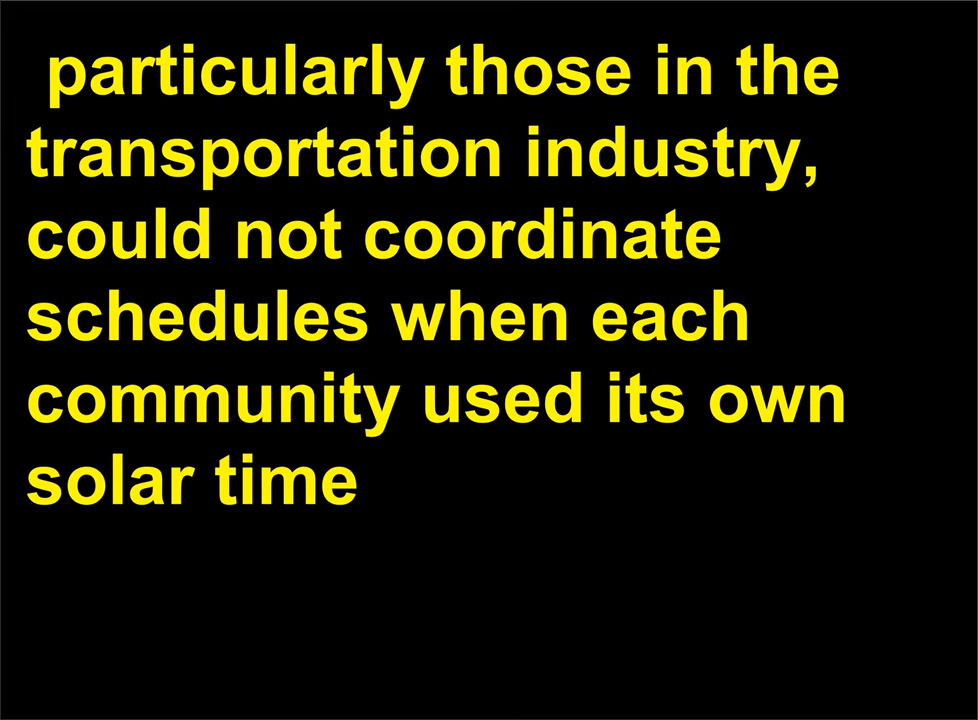 particularly those in the
transportation industry,
could not coordinate
schedules when each
community used its own
solar time